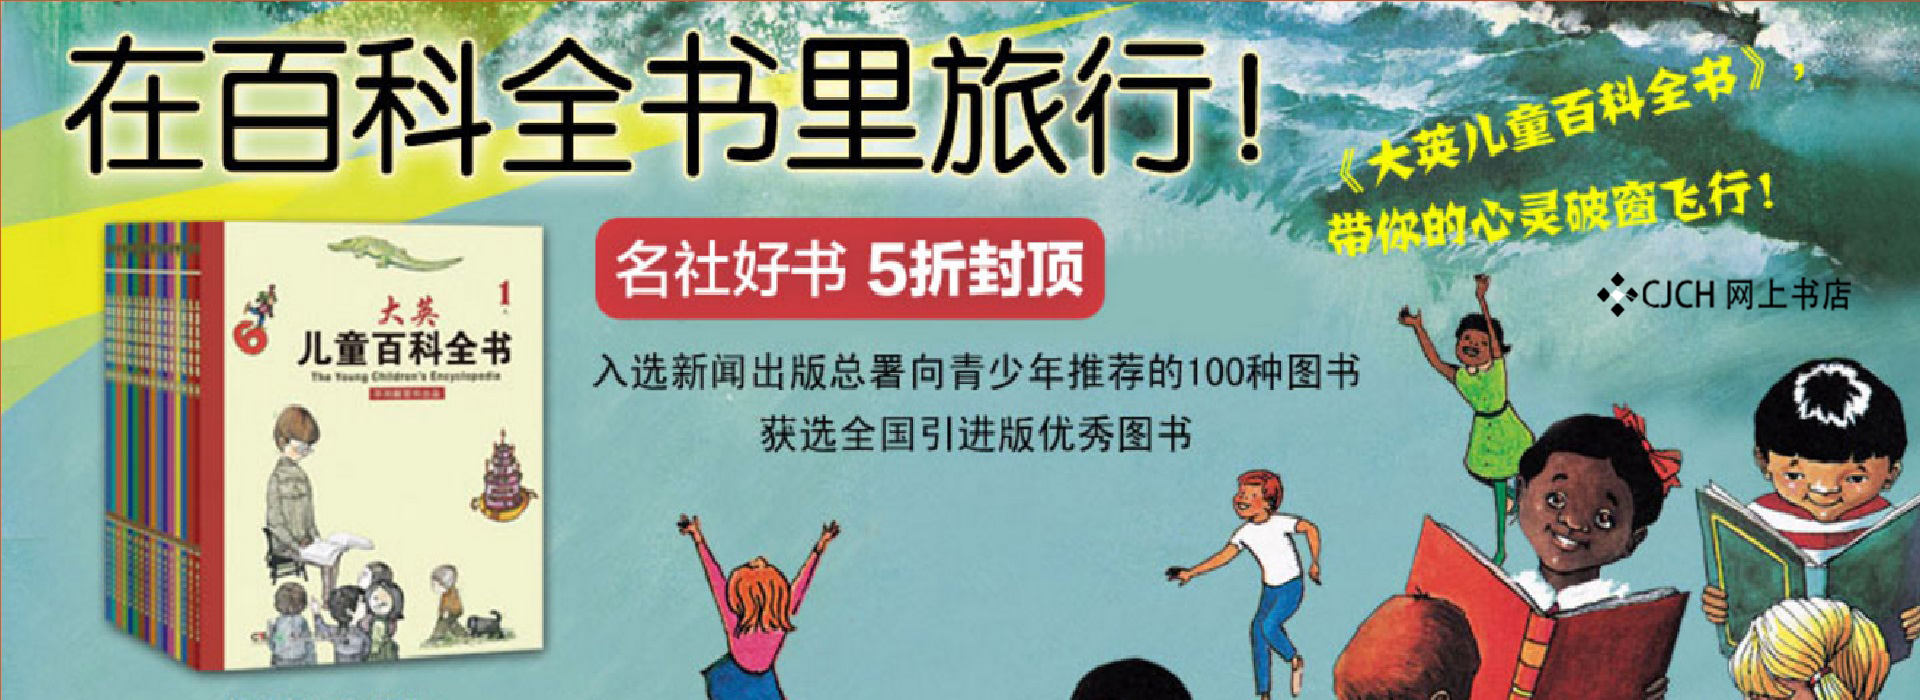 在百科全书里旅行！
《大英儿童百科全书》，
带你的心灵破窗飞行！
名社好书 5折封顶
CJCH 网上书店
入选新闻出版总署向青少年推荐的100种图书
获选全国引进版优秀图书
1
大英
儿童百科全书
The Young Children's Encyclopedia